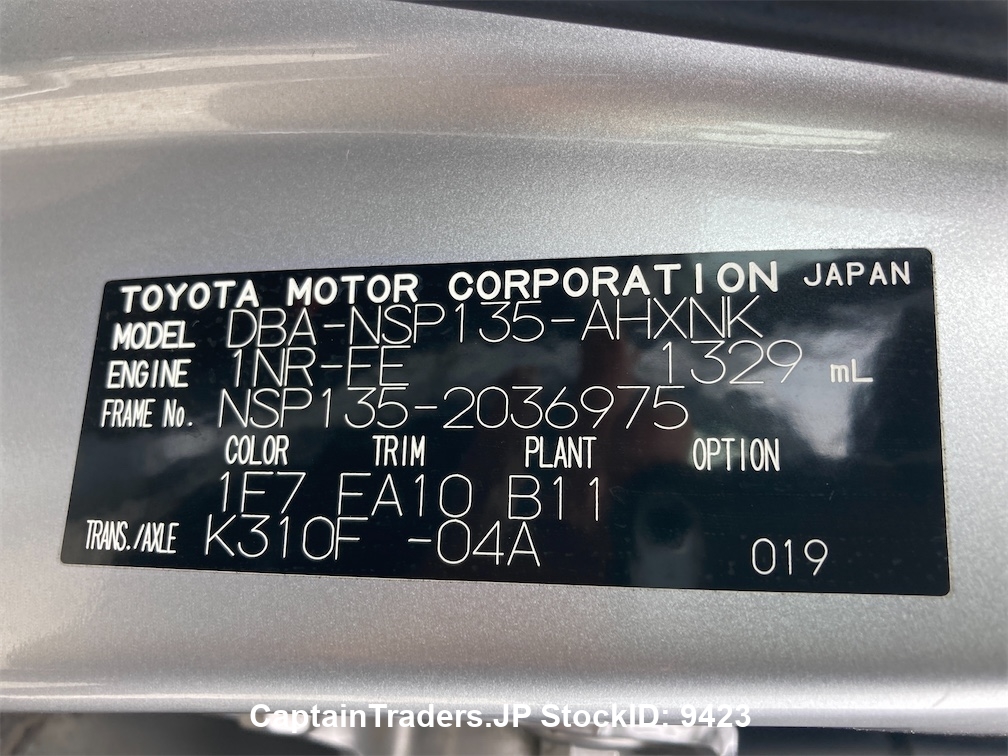 TOYOTA MOTOR CORPORATION JAPAN
MODEL DBA-NSP135-AHXNK
ENGINE 1NR-FE 1329 mL
FRAME No. NSP135-2036975
COLOR TRIM PLANT OPTION
1E7 FA10 B11
TRANS./AXLE K310F -04A 019
CaptainTraders.JP StockID: 9423